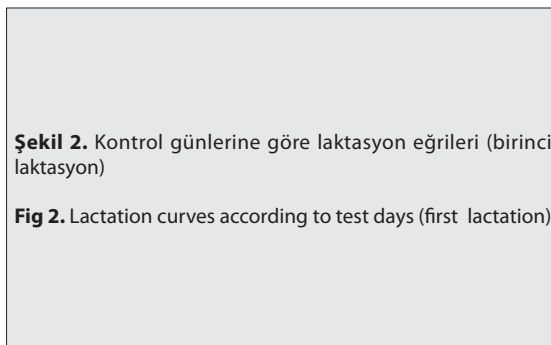 Şekil 2. Kontrol günlerine göre laktasyon eğrileri (birinci
laktasyon)
Fig 2. Lactation curves according to test days (first lactation)